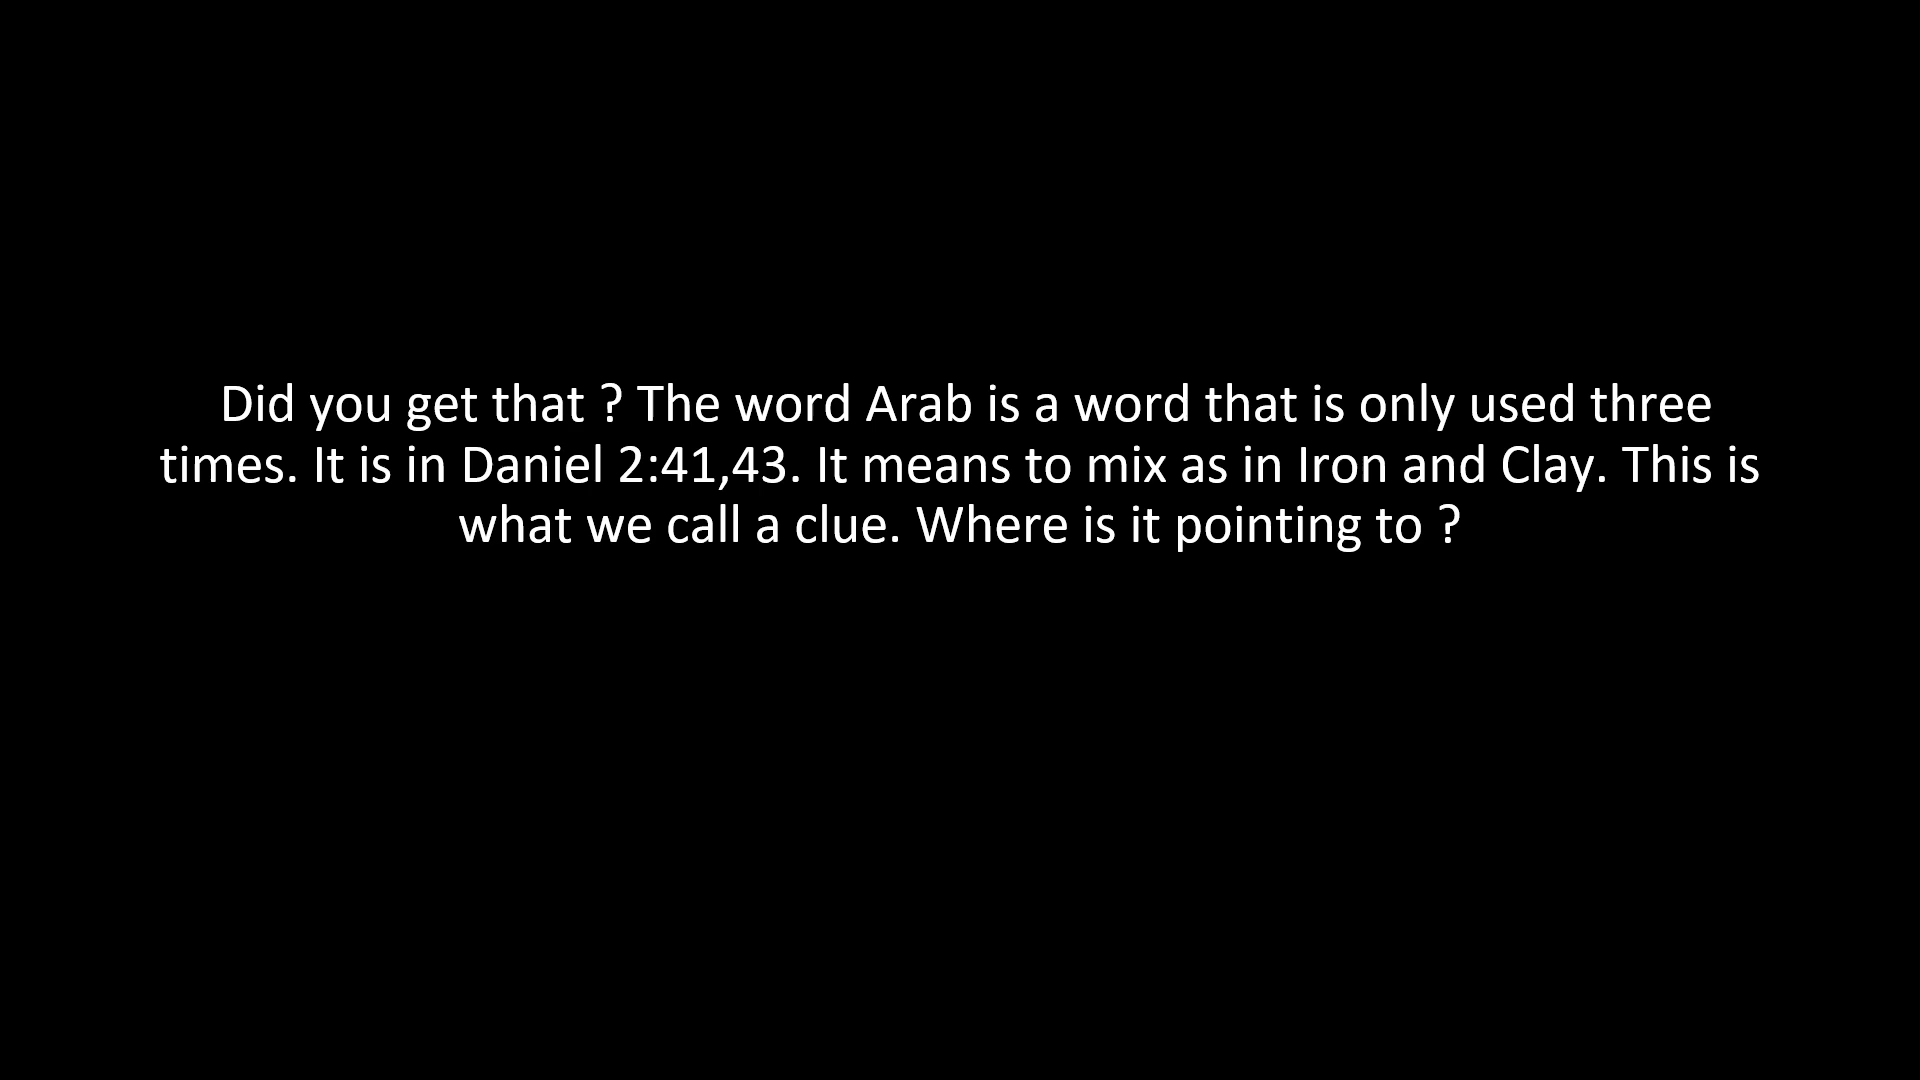 Did you get that ? The word Arab is a word that is only used three
times. It is in Daniel 2:41,43. It means to mix as in Iron and Clay. This is
what we call a clue. Where is it pointing to ?